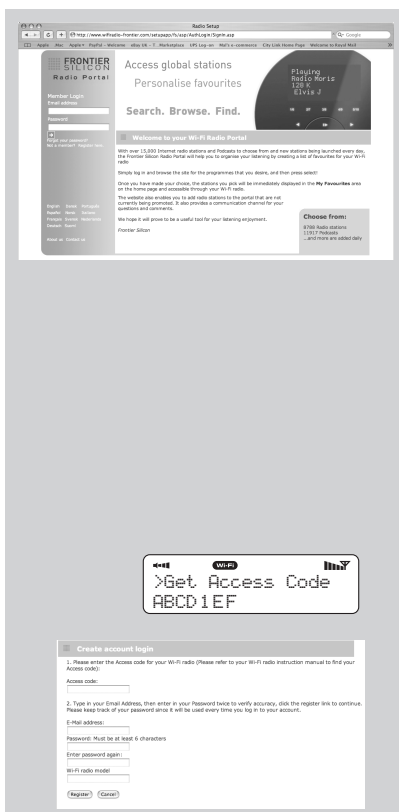 Radio Setup
http://www.wifiradio-frontier.com/setupapp/fs/asp/AuthLogin/SignIn.asp
Google
Apple .Mac Apple PayPal - Welcome eBay UK - T Marketplace UPS Log-on Mail e-commerce City Link Home Page Welcome to Royal Mail
FRONTIER
SILICON
Radio Portal
Member Login
Email address
Password
Forgot your password?
Not a member? Register here.
English Dansk Português
Español Norsk Svenska
Français Suomi Nederlands
Deutsch
About us Contact us
Access global stations
Personalise favourites
Search. Browse. Find.
Playing
Radio Moris
128 K
Elvis J
Welcome to your Wi-Fi Radio Portal
With over 15,000 Internet radio stations and Podcasts to choose from and new stations being launched every day,
the Frontier Silicon Radio Portal will help you to organise your listening by creating a list of favourites for your Wi-Fi
radio
Simply log in and browse the site for the programmes that you desire, and then press select!
Once you have made your choice, the stations you pick will be immediately displayed in the My Favourites area
on the home page and accessible through your Wi-Fi radio.
The website also enables you to add radio stations to the portal that are not
currently being promoted. It also provides a communication channel for your
questions and comments.
We hope it will prove to be a useful tool for your listening enjoyment.
Frontier Silicon
Choose from:
8789 Radio stations
11917 Podcasts
...and more are added daily
Wi-Fi
>Get Access Code
ABCD1EF
Create account login
1. Please enter the Access code for your Wi-Fi radio (Please refer to your Wi-Fi radio instruction manual to find your
Access code):
Access code:
2. Type in your Email Address, then enter in your Password twice to verify accuracy, click the register link to continue.
Please keep track of your password since it will be used every time you log in to your account.
E-Mail address:
Password: Must be at least 6 characters
Enter password again:
Wi-Fi radio model
Register Cancel